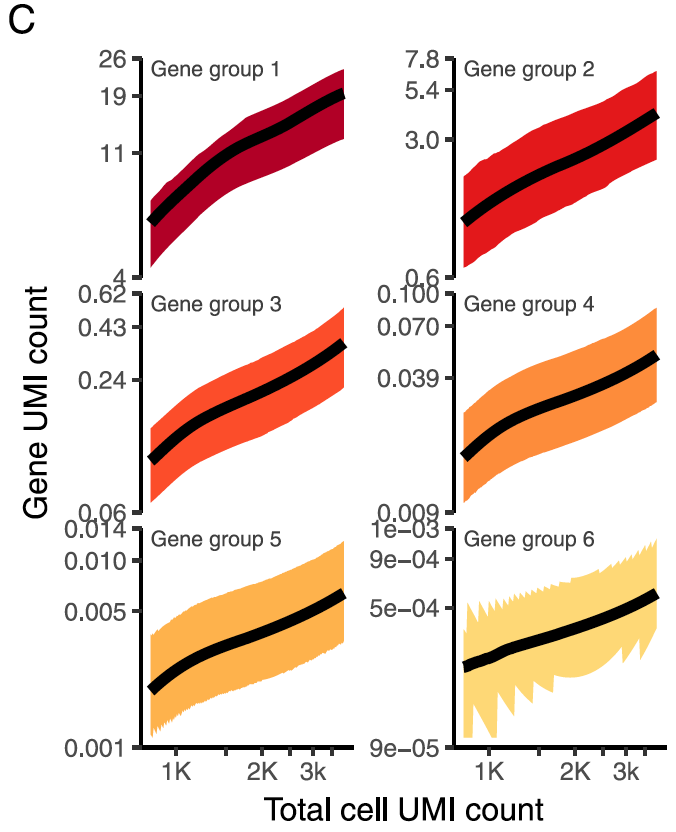 C
Gene group 1
26
19
11
4
Gene group 2
7.8
5.4
3.0
0.6
Gene group 3
0.62
0.43
0.24
0.06
Gene group 4
0.100
0.070
0.039
0.009
Gene group 5
0.014
0.010
0.005
0.001
Gene group 6
1e−03
9e−04
5e−04
9e−05
1K 2K 3k
1K 2K 3k
Gene UMI count
Total cell UMI count